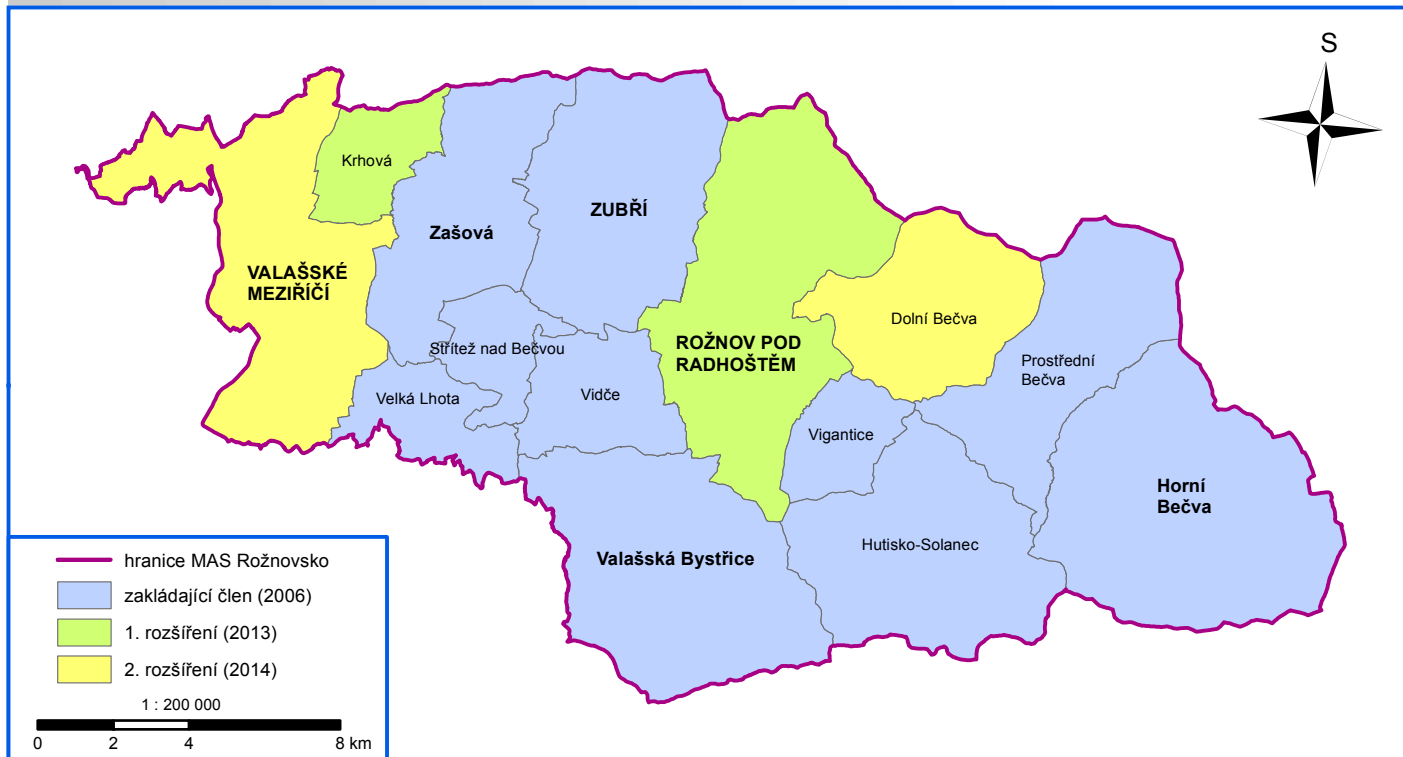 S
Krhová
ZUBŘÍ
Zašová
VALAŠSKÉ
MEZIŘÍČÍ
Dolní Bečva
ROŽNOV POD
RADHOŠTĚM
Střítež nad Bečvou
Prostřední
Bečva
Velká Lhota
Vidče
Vigantice
Horní
Bečva
Valašská Bystřice
Hutisko-Solanec
hranice MAS Rožnovsko
zakládající člen (2006)
1. rozšíření (2013)
2. rozšíření (2014)
1 : 200 000
0 2 4 8 km